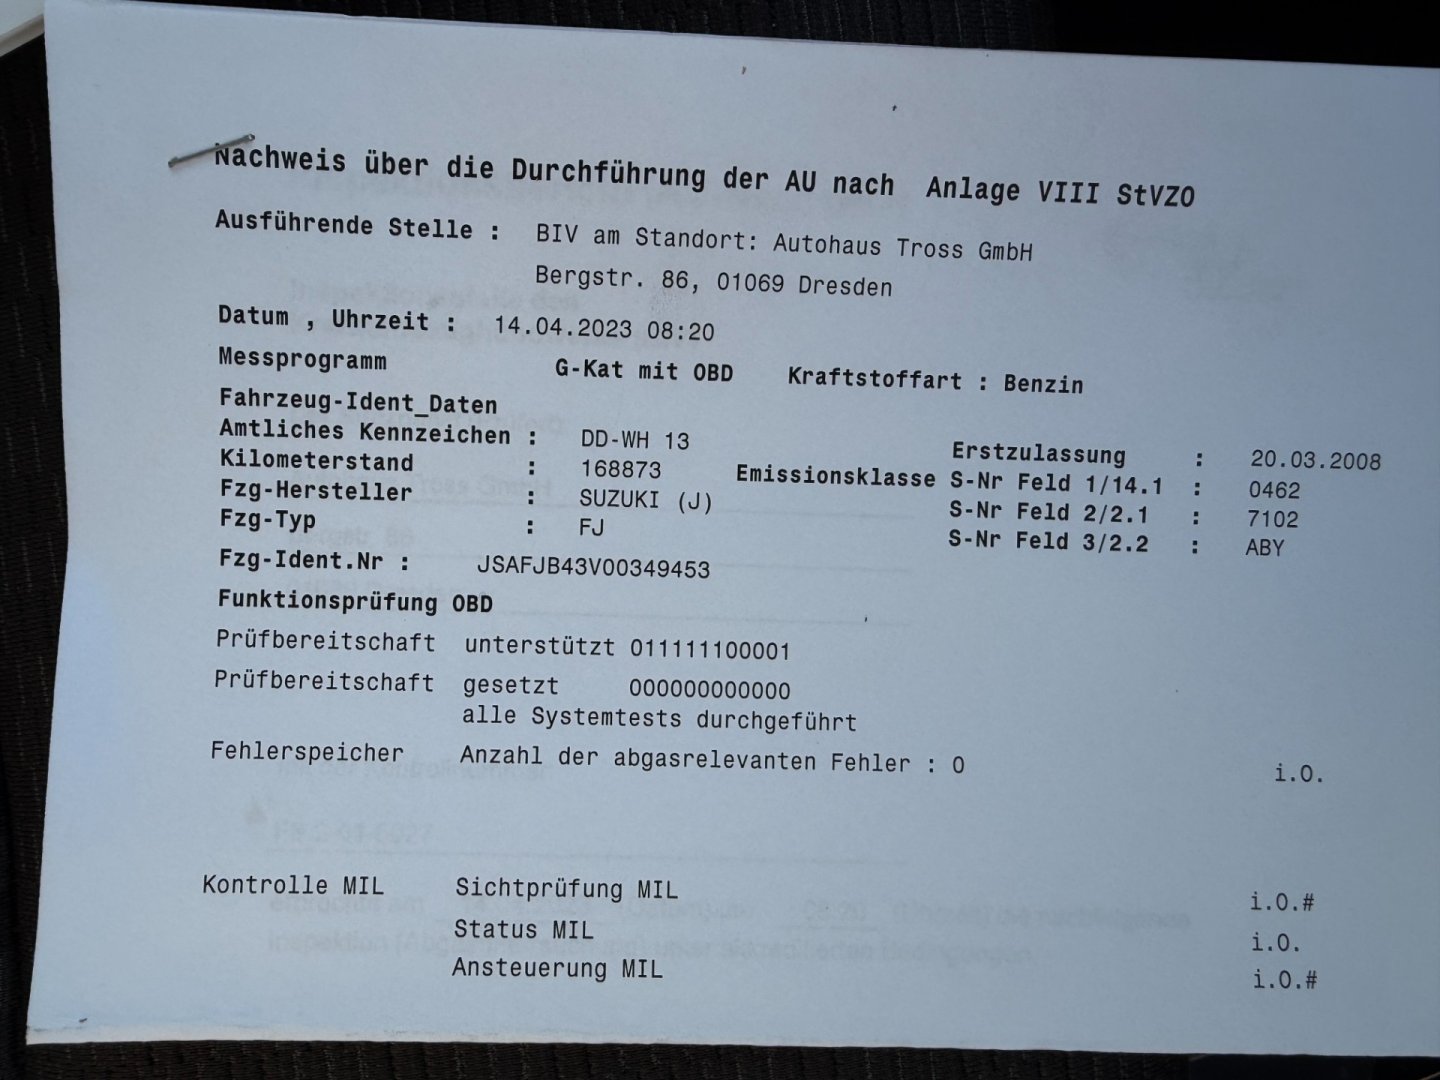 Nachweis über die Durchführung der AU nach Anlage VIII StVZO
Ausführende Stelle : BIV am Standort: Autohaus Tross GmbH
Bergstr. 86, 01069 Dresden
Datum , Uhrzeit : 14.04.2023 08:20
Messprogramm G-Kat mit OBD Kraftstoffart : Benzin
Fahrzeug-Ident_Daten
Amtliches Kennzeichen : DD-WH 13 Erstzulassung : 20.03.2008
Kilometerstand : 168873 Emissionsklasse S-Nr Feld 1/14.1 : 0462
Fzg-Hersteller : SUZUKI (J) S-Nr Feld 2/2.1 : 7102
Fzg-Typ : FJ S-Nr Feld 3/2.2 : ABY
Fzg-Ident.Nr : JSAFJB43V00349453
Funktionsprüfung OBD
Prüfbereitschaft unterstützt 011111100001
Prüfbereitschaft gesetzt 000000000000
alle Systemtests durchgeführt
Fehlerspeicher Anzahl der abgasrelevanten Fehler : 0 i.O.
Kontrolle MIL Sichtprüfung MIL i.O.#
Status MIL i.O.
Ansteuerung MIL i.O.#